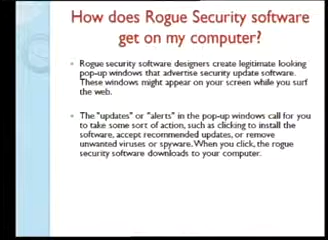 How does Rogue Security software
get on my computer?
Rogue security software designers create legitimate looking
pop-up windows that advertise security update software.
These windows might appear on your screen while you surf
the web.
The "updates" or "alerts" in the pop-up windows call for you
to take some sort of action, such as clicking to install the
software, accept recommended updates, or remove
unwanted viruses or spyware. When you click, the rogue
security software downloads to your computer.